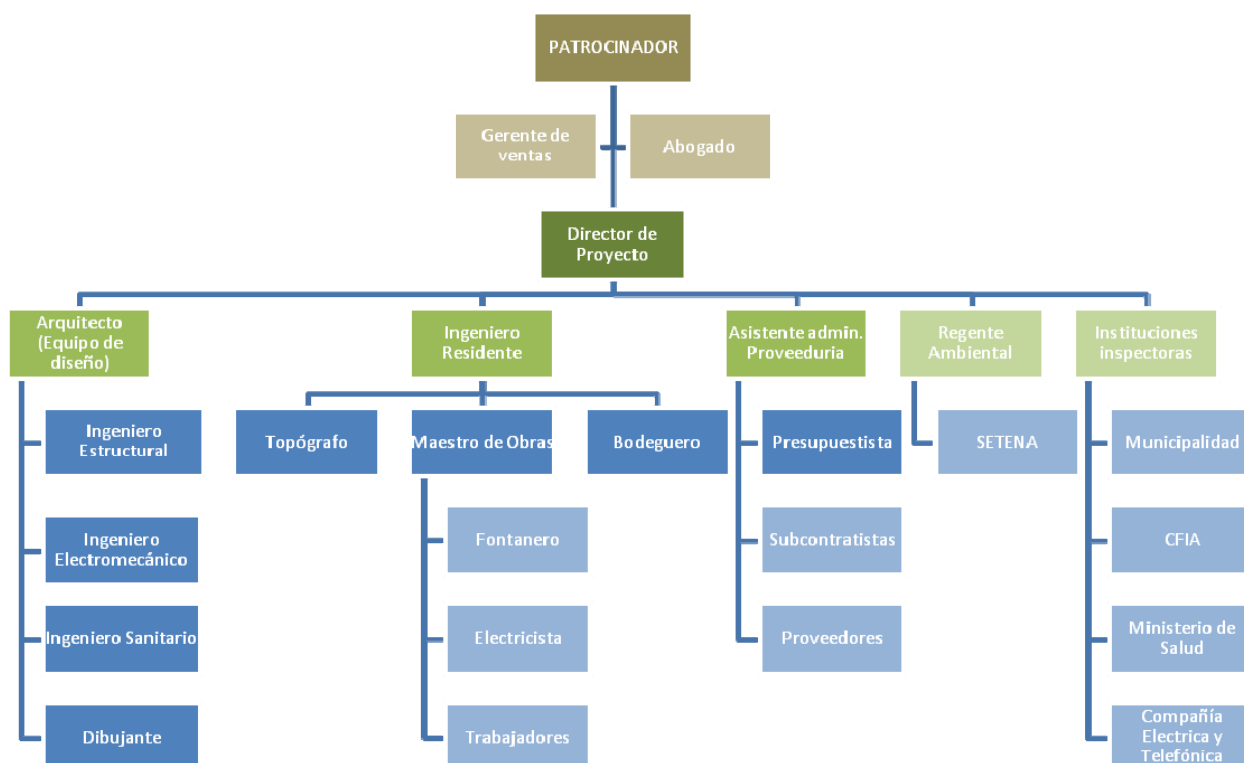 PATROCINADOR
Gerente de
ventas
Abogado
Director de
Proyecto
Arquitecto
(Equipo de
diseño)
Ingeniero
Residente
Asistente admin.
Proveeduria
Regente
Ambiental
Instituciones
inspectoras
Ingeniero
Estructural
Topógrafo
Maestro de Obras
Bodeguero
Presupuestista
SETENA
Municipalidad
Ingeniero
Electromecánico
Fontanero
Subcontratistas
CFIA
Ingeniero Sanitario
Electricista
Proveedores
Ministerio de
Salud
Dibujante
Trabajadores
Compañía
Electrica y
Telefónica